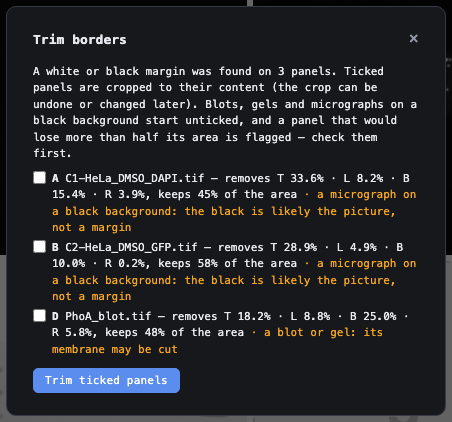 Trim borders ×
A white or black margin was found on 3 panels. Ticked
panels are cropped to their content (the crop can be
undone or changed later). Blots, gels and micrographs on a
black background start unticked, and a panel that would
lose more than half its area is flagged — check them
first.
A C1-HeLa_DMSO_DAPI.tif — removes T 33.6% · L 8.2% · B
15.4% · R 3.9%, keeps 45% of the area · a micrograph on
a black background: the black is likely the picture,
not a margin
B C2-HeLa_DMSO_GFP.tif — removes T 28.9% · L 4.9% · B
10.0% · R 0.2%, keeps 58% of the area · a micrograph on
a black background: the black is likely the picture,
not a margin
D PhoA_blot.tif — removes T 18.2% · L 8.8% · B 25.0% ·
R 5.8%, keeps 48% of the area · a blot or gel: its
membrane may be cut
Trim ticked panels